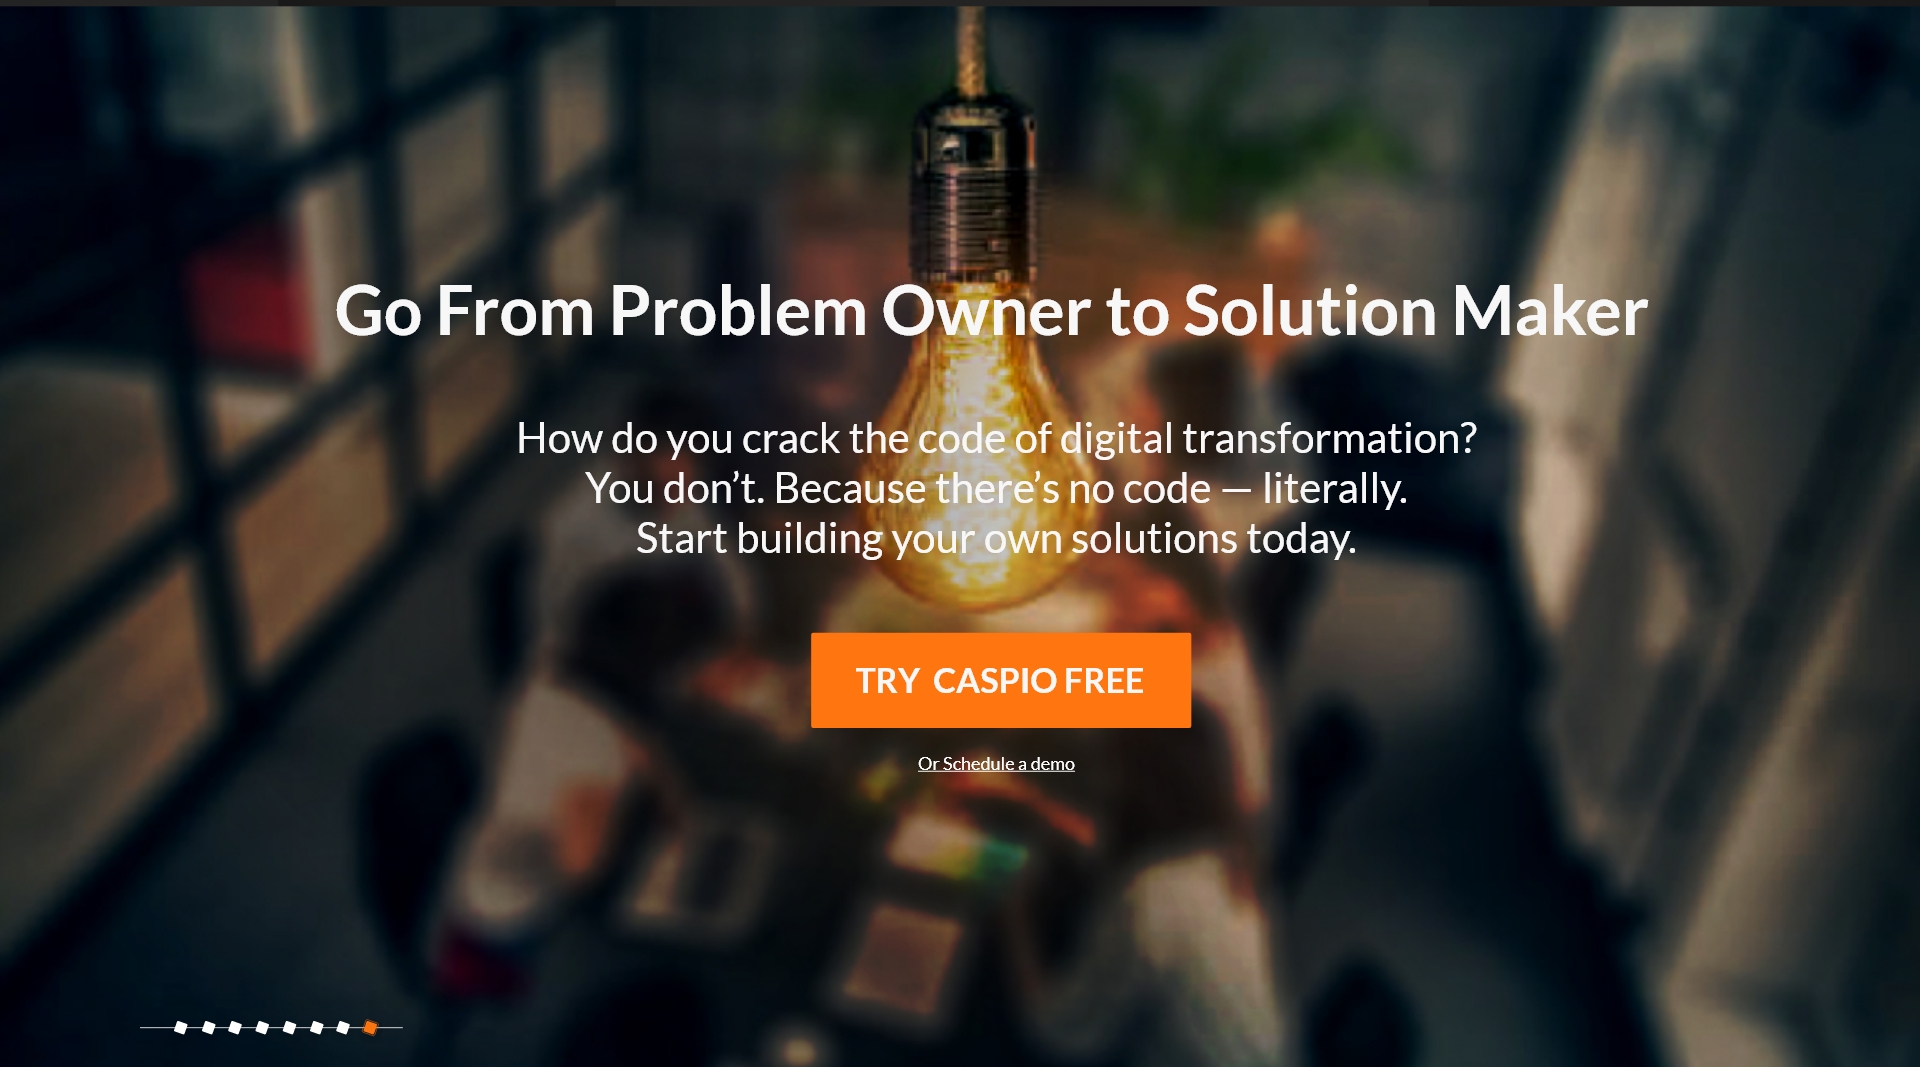 Go From Problem Owner to Solution Maker
How do you crack the code of digital transformation?
You don’t. Because there’s no code — literally.
Start building your own solutions today.
TRY CASPIO FREE
Or Schedule a demo